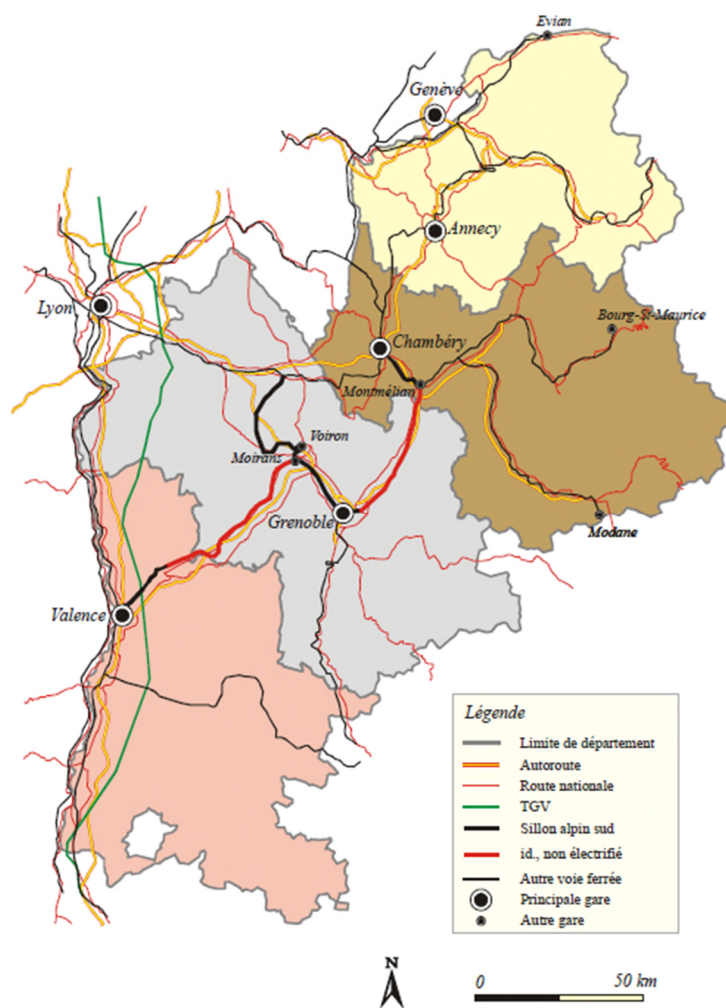 Evian
Genève
Annecy
Lyon
Chambéry
Bourg-St-Maurice
Montmélian
Voiron
Moirans
Grenoble
Modane
Valence
Légende
Limite de département
Autoroute
Route nationale
TGV
Sillon alpin sud
id., non électrifié
Autre voie ferrée
Principale gare
Autre gare
N
0 50 km